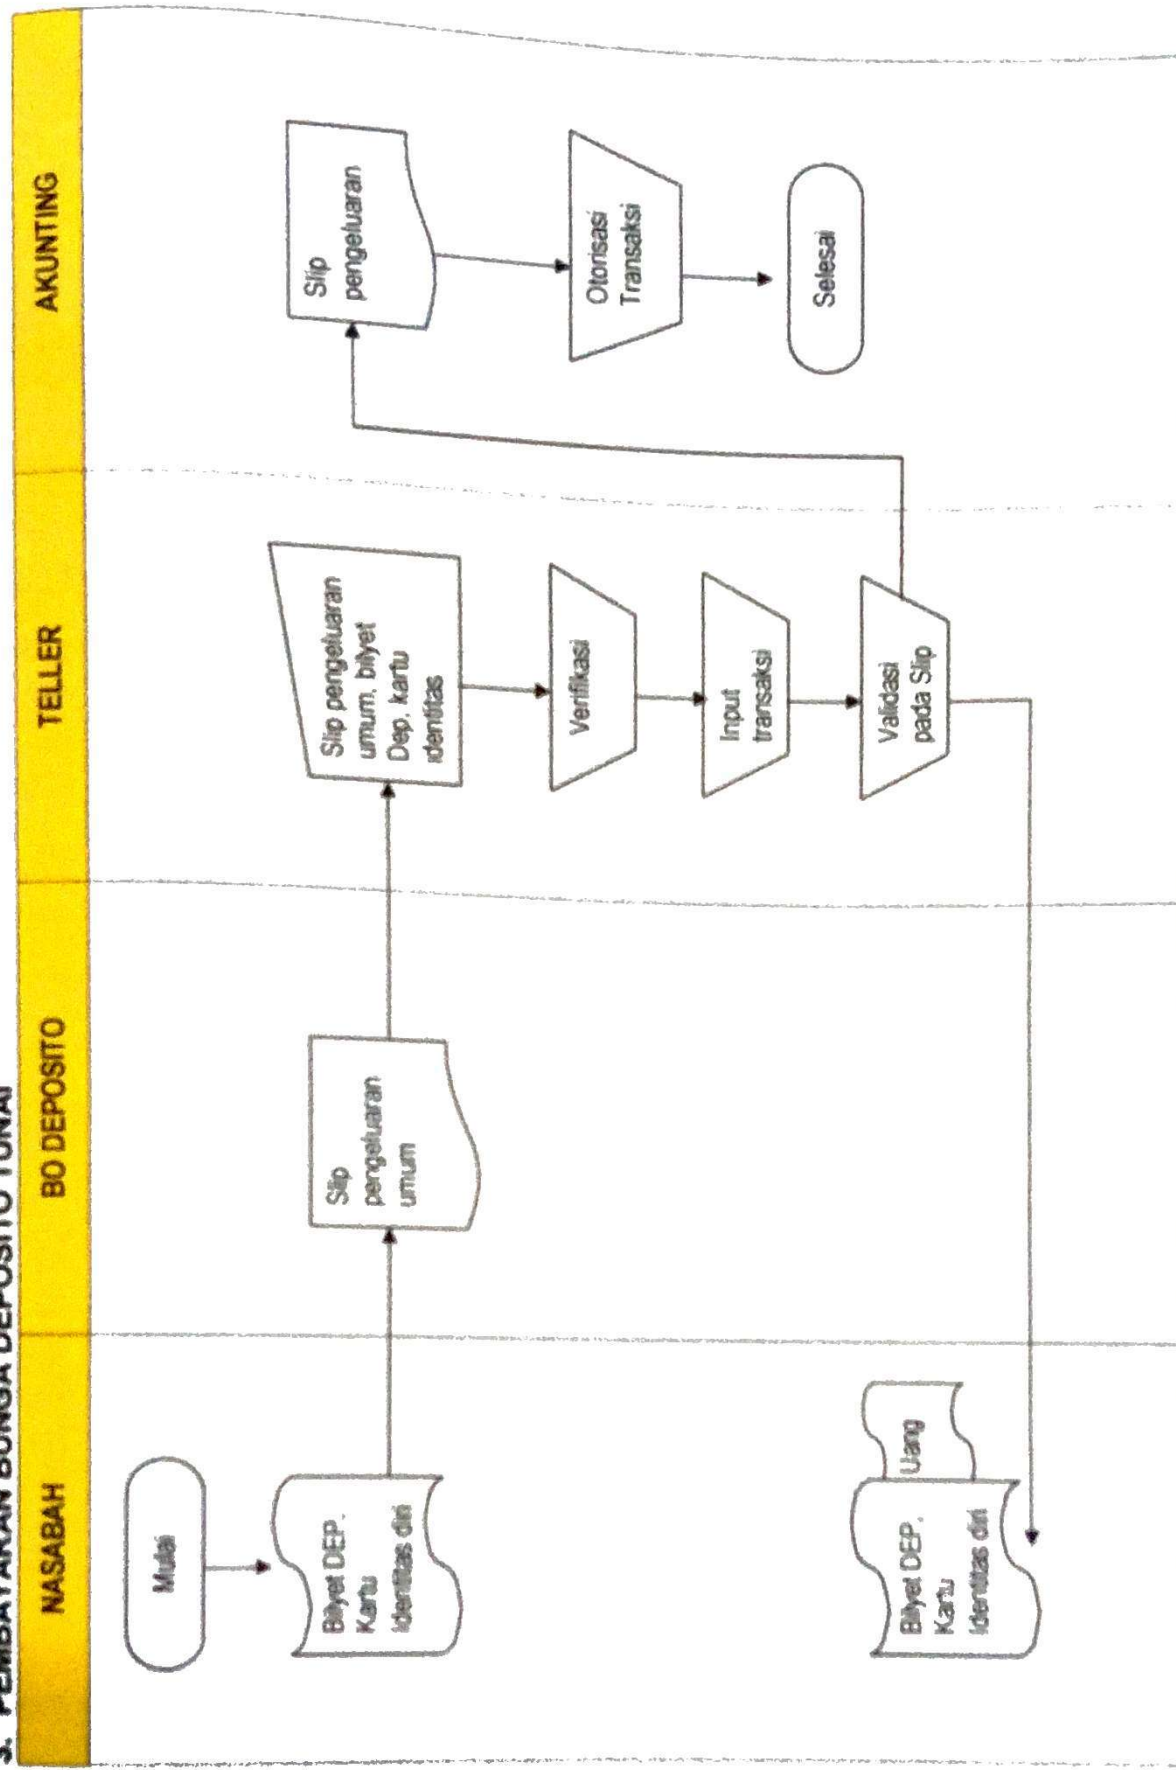 3. PEMBAYARAN BUNGA DEPOSITO TUNAI
NASABAH
BO DEPOSITO
TELLER
AKUNTING
Mulai
Bilyet DEP.
Kartu
Identitas diri
Slip
pengeluaran
umum
Slip pengeluaran
umum, bilyet
Dep, kartu
identitas
Verifikasi
Input
transaksi
Validasi
pada Slip
Slip
pengeluaran
Otorisasi
Transaksi
Selesai
Bilyet DEP.
Kartu
Identitas diri
Uang